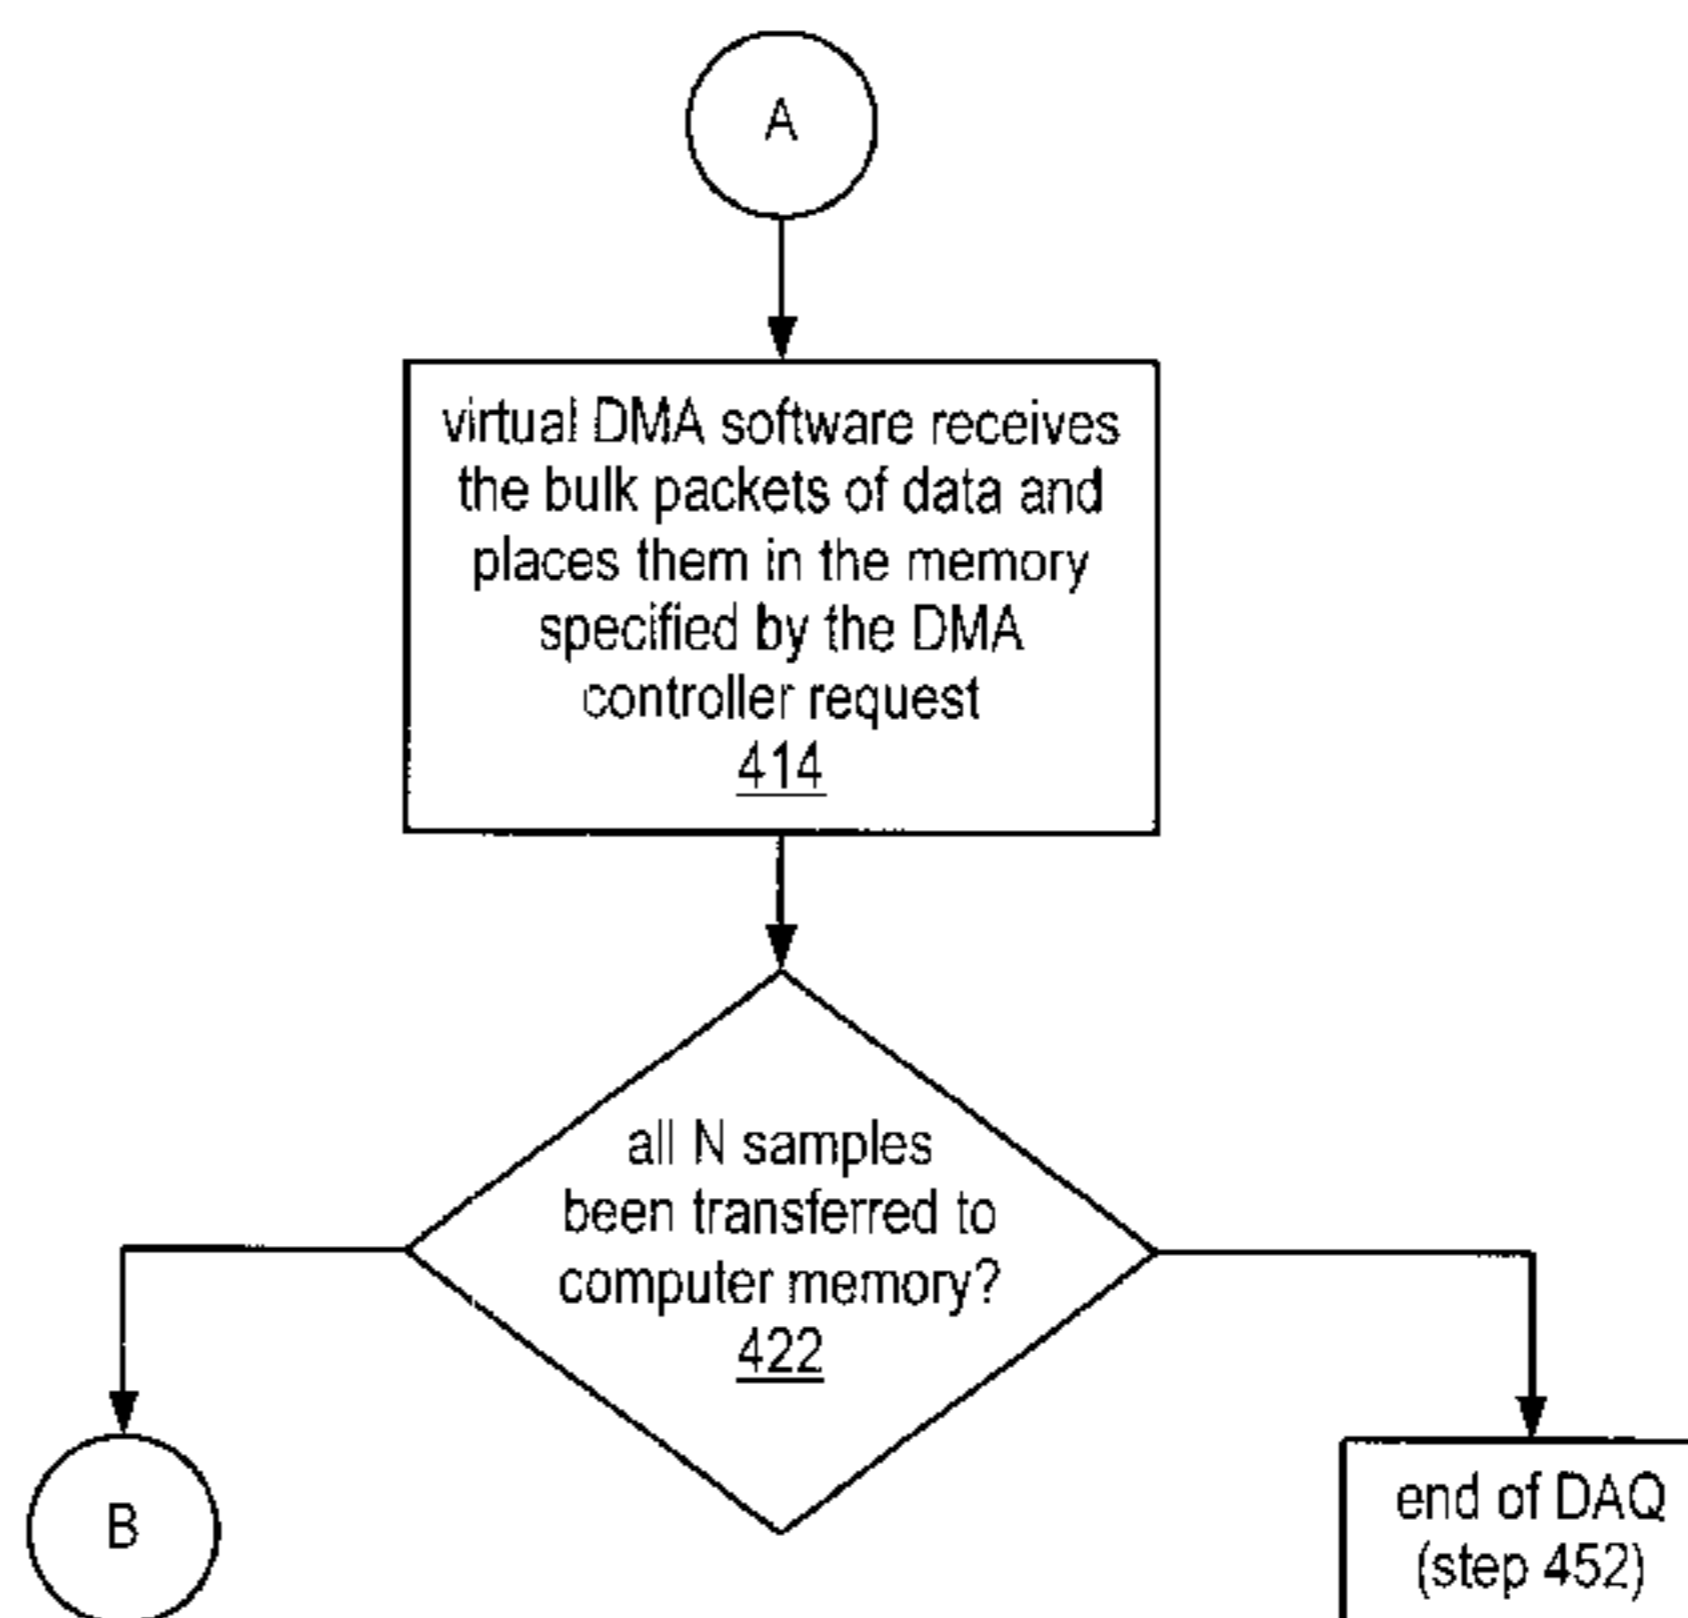 A
virtual DMA software receives
the bulk packets of data and
places them in the memory
specified by the DMA
controller request
414
all N samples
been transferred to
computer memory?
422
B
end of DAQ
(step 452)